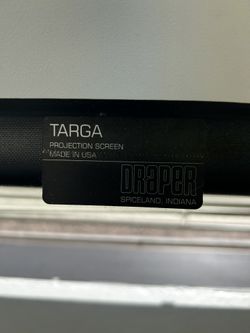 TARGA
PROJECTION SCREEN
MADE IN USA
DRAPER
SPICELAND, INDIANA